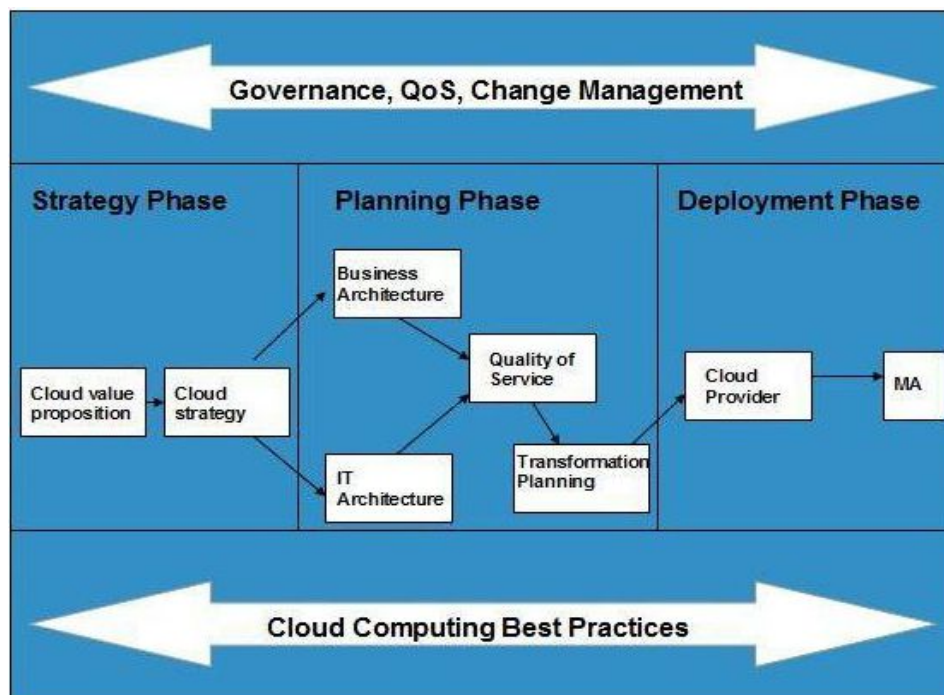 Governance, QoS, Change Management
Strategy Phase
Planning Phase
Deployment Phase
Business
Architecture
Quality of
Service
Cloud
Provider
MA
Cloud value
proposition
Cloud
strategy
IT
Architecture
Transformation
Planning
Cloud Computing Best Practices